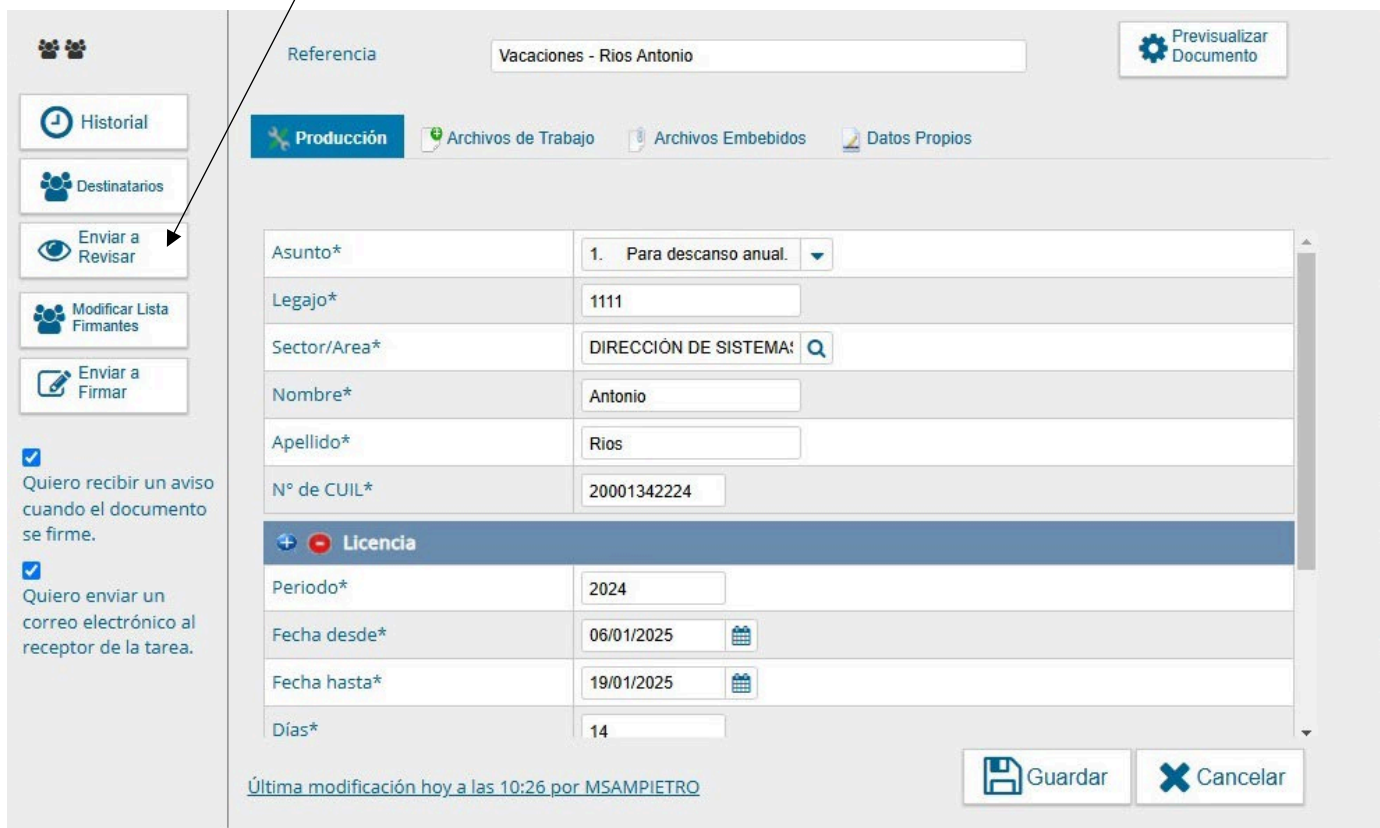 Referencia
Vacaciones - Rios Antonio
Previsualizar
Documento
Historial
Destinatarios
Enviar a
Revisar
Modificar Lista
Firmantes
Enviar a
Firmar
Quiero recibir un aviso
cuando el documento
se firme.
Quiero enviar un
correo electrónico al
receptor de la tarea.
Producción
Archivos de Trabajo
Archivos Embebidos
Datos Propios
Asunto*
1. Para descanso anual.
Legajo*
1111
Sector/Area*
DIRECCIÓN DE SISTEMAS
Nombre*
Antonio
Apellido*
Rios
Nº de CUIL*
20001342224
Licencia
Periodo*
2024
Fecha desde*
06/01/2025
Fecha hasta*
19/01/2025
Días*
14
Última modificación hoy a las 10:26 por MSAMPIETRO
Guardar
Cancelar